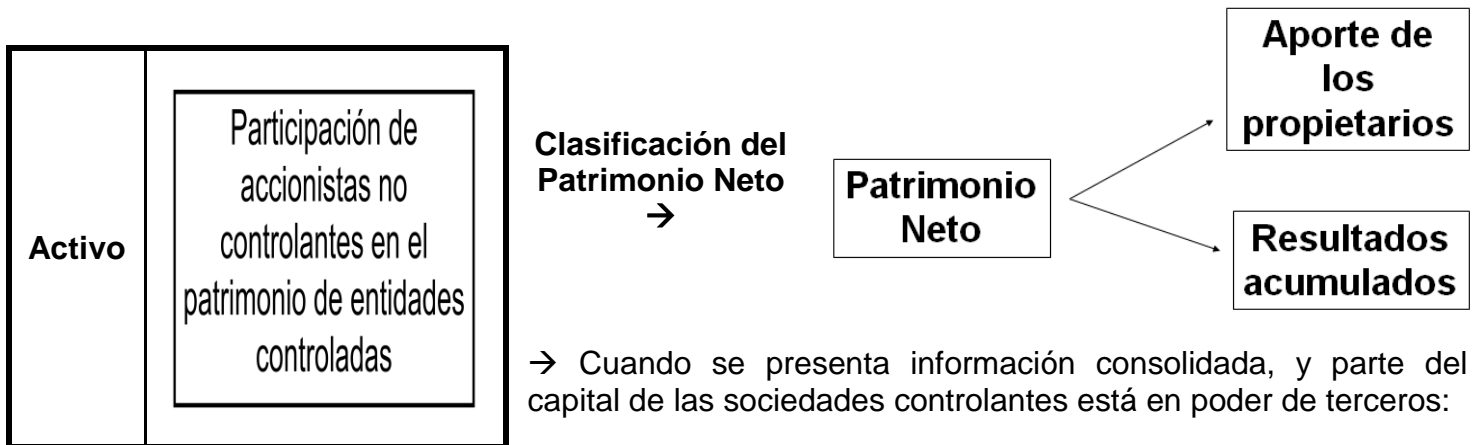 Activo
Participación de
accionistas no
controlantes en el
patrimonio de entidades
controladas
Clasificación del
Patrimonio Neto
→
Patrimonio
Neto
Aporte de
los
propietarios
Resultados
acumulados
→ Cuando se presenta información consolidada, y parte del
capital de las sociedades controlantes está en poder de terceros: